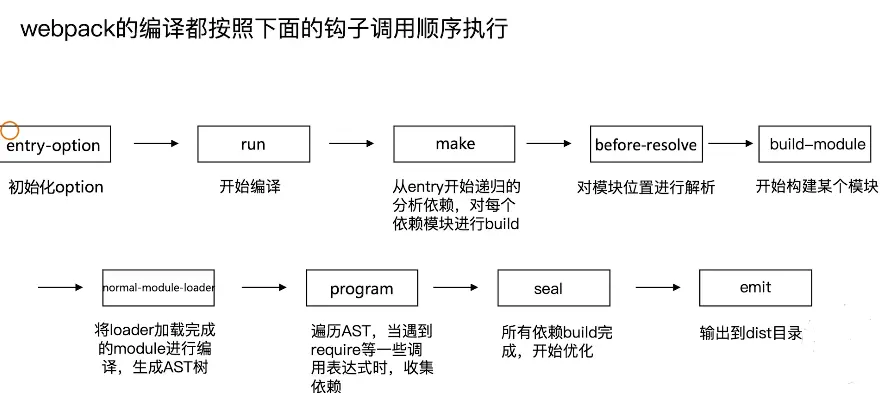 webpack的编译都按照下面的钩子调用顺序执行
entry-option
run
make
before-resolve
build-module
初始化option
开始编译
从entry开始递归的
分析依赖，对每个
依赖模块进行build
对模块位置进行解析
开始构建某个模块
normal-module-loader
program
seal
emit
将loader加载完成
的module进行编
译，生成AST树
遍历AST，当遇到
require等一些调
用表达式时，收集
依赖
所有依赖build完
成，开始优化
输出到dist目录